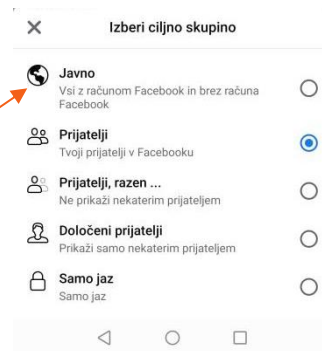 Izberi ciljno skupino
Javno
Vsi z računom Facebook in brez računa
Facebook
Prijatelji
Tvoji prijatelji v Facebooku
Prijatelji, razen ...
Ne prikaži nekaterim prijateljem
Določeni prijatelji
Prikaži samo nekaterim prijateljem
Samo jaz
Samo jaz